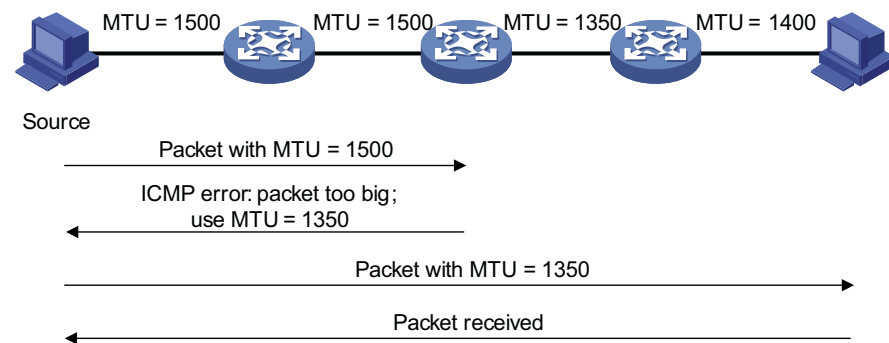 MTU = 1500 MTU = 1500 MTU = 1350 MTU = 1400
Source
Packet with MTU = 1500
ICMP error: packet too big;
use MTU = 1350
Packet with MTU = 1350
Packet received